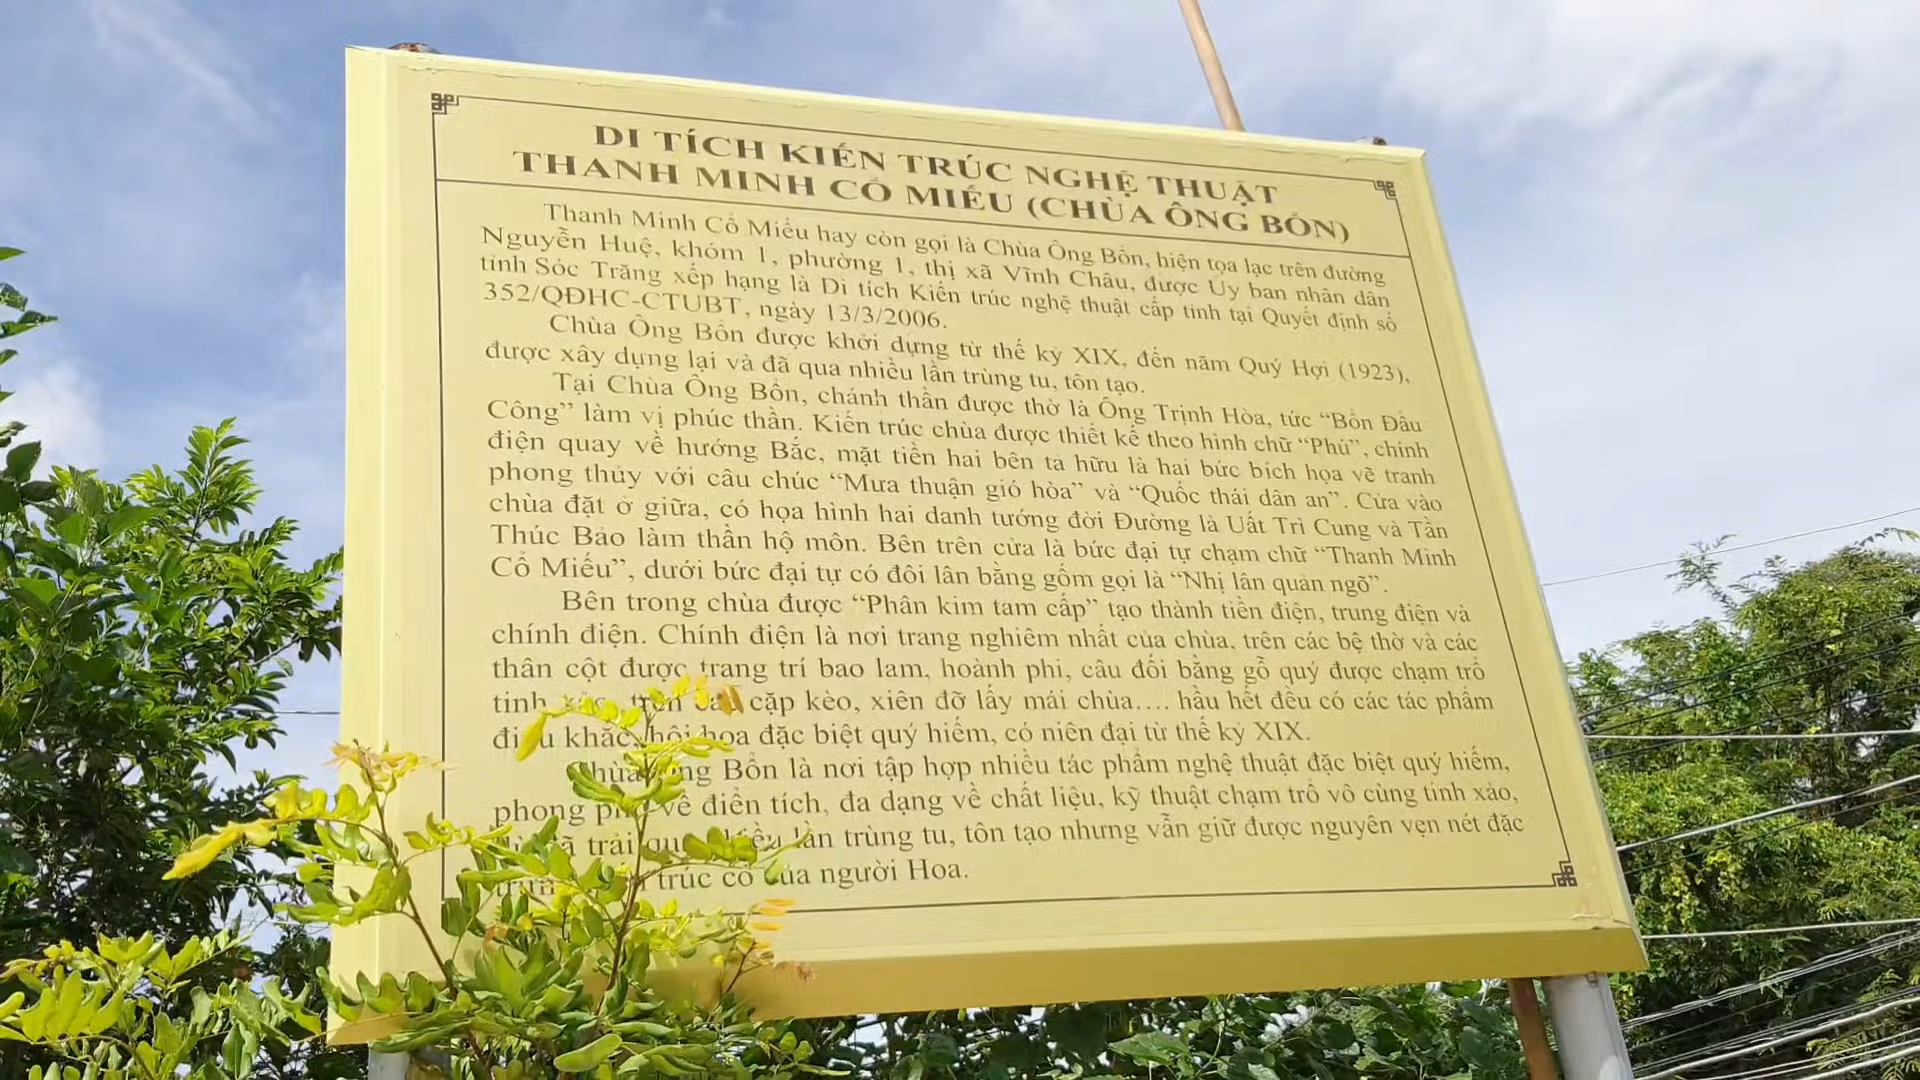 DI TÍCH KIẾN TRÚC NGHỆ THUẬT
THANH MINH CỔ MIẾU (CHÙA ÔNG BỔN)
Thanh Minh Cổ Miếu hay còn gọi là Chùa Ông Bổn, hiện tọa lạc trên đường
Nguyễn Huệ, khóm 1, phường 1, thị xã Vĩnh Châu, được Ủy ban nhân dân
tỉnh Sóc Trăng xếp hạng là Di tích Kiến trúc nghệ thuật cấp tỉnh tại Quyết định số
352/QĐHC-CTUBT, ngày 13/3/2006.
Chùa Ông Bổn được khởi dựng từ thế kỷ XIX, đến năm Quý Hợi (1923),
được xây dựng lại và đã qua nhiều lần trùng tu, tôn tạo.
Tại Chùa Ông Bổn, chánh thần được thờ là Ông Trịnh Hòa, tức “Bổn Đầu
Công” làm vị phúc thần. Kiến trúc chùa được thiết kế theo hình chữ “Phú”, chính
điện quay về hướng Bắc, mặt tiền hai bên tả hữu là hai bức bích họa vẽ tranh
phong thủy với câu chúc “Mưa thuận gió hòa” và “Quốc thái dân an”. Cửa vào
chùa đặt ở giữa, có họa hình hai danh tướng đời Đường là Uất Trì Cung và Tần
Thúc Bảo làm thần hộ môn. Bên trên cửa là bức đại tự chạm chữ “Thanh Minh
Cổ Miếu”, dưới bức đại tự có đôi lân bằng gốm gọi là “Nhị lân quản ngõ”.
Bên trong chùa được “Phân kim tam cấp” tạo thành tiền điện, trung điện và
chính điện. Chính điện là nơi trang nghiêm nhất của chùa, trên các bệ thờ và các
thân cột được trang trí bao lam, hoành phi, câu đối bằng gỗ quý được chạm trổ
tinh trên cặp kèo, xiên đỡ lấy mái chùa.... hầu hết đều có các tác phẩm
điêu khắc, hội họa đặc biệt quý hiếm, có niên đại từ thế kỷ XIX.
Chùa Ông Bổn là nơi tập hợp nhiều tác phẩm nghệ thuật đặc biệt quý hiếm,
phong phú về điển tích, đa dạng về chất liệu, kỹ thuật chạm trổ vô cùng tinh xảo,
trải qua nhiều lần trùng tu, tôn tạo nhưng vẫn giữ được nguyên vẹn nét đặc
trúc cổ của người Hoa.